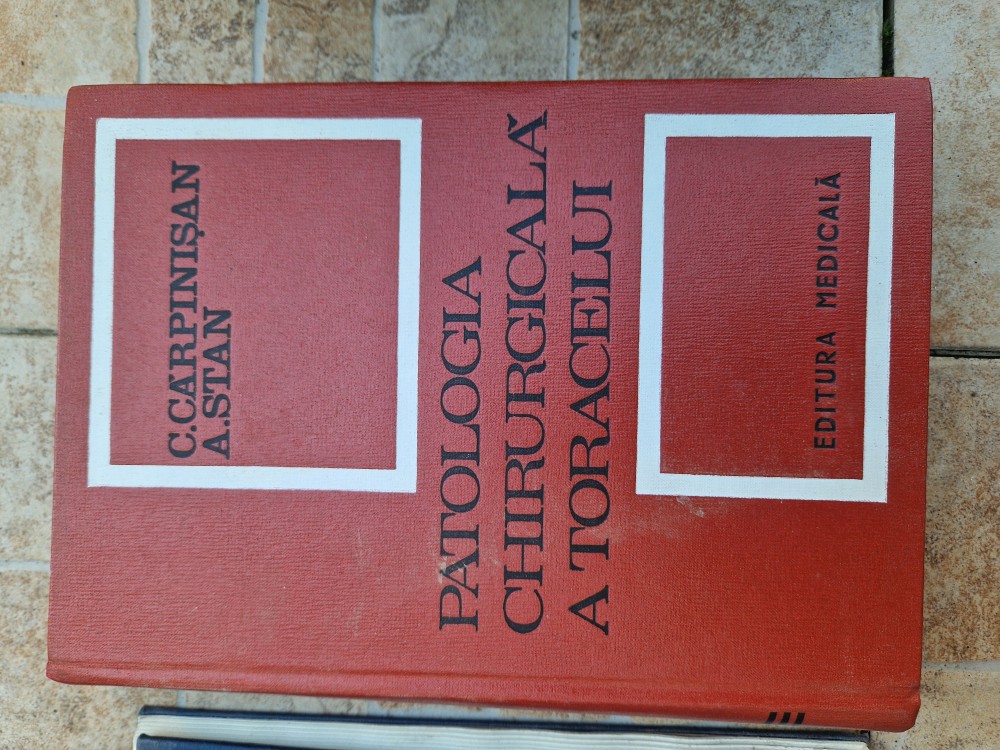 C.CARPINIȘAN
A.STAN
PATOLOGIA
CHIRURGICALĂ
A TORACELUI
EDITURA MEDICALĂ